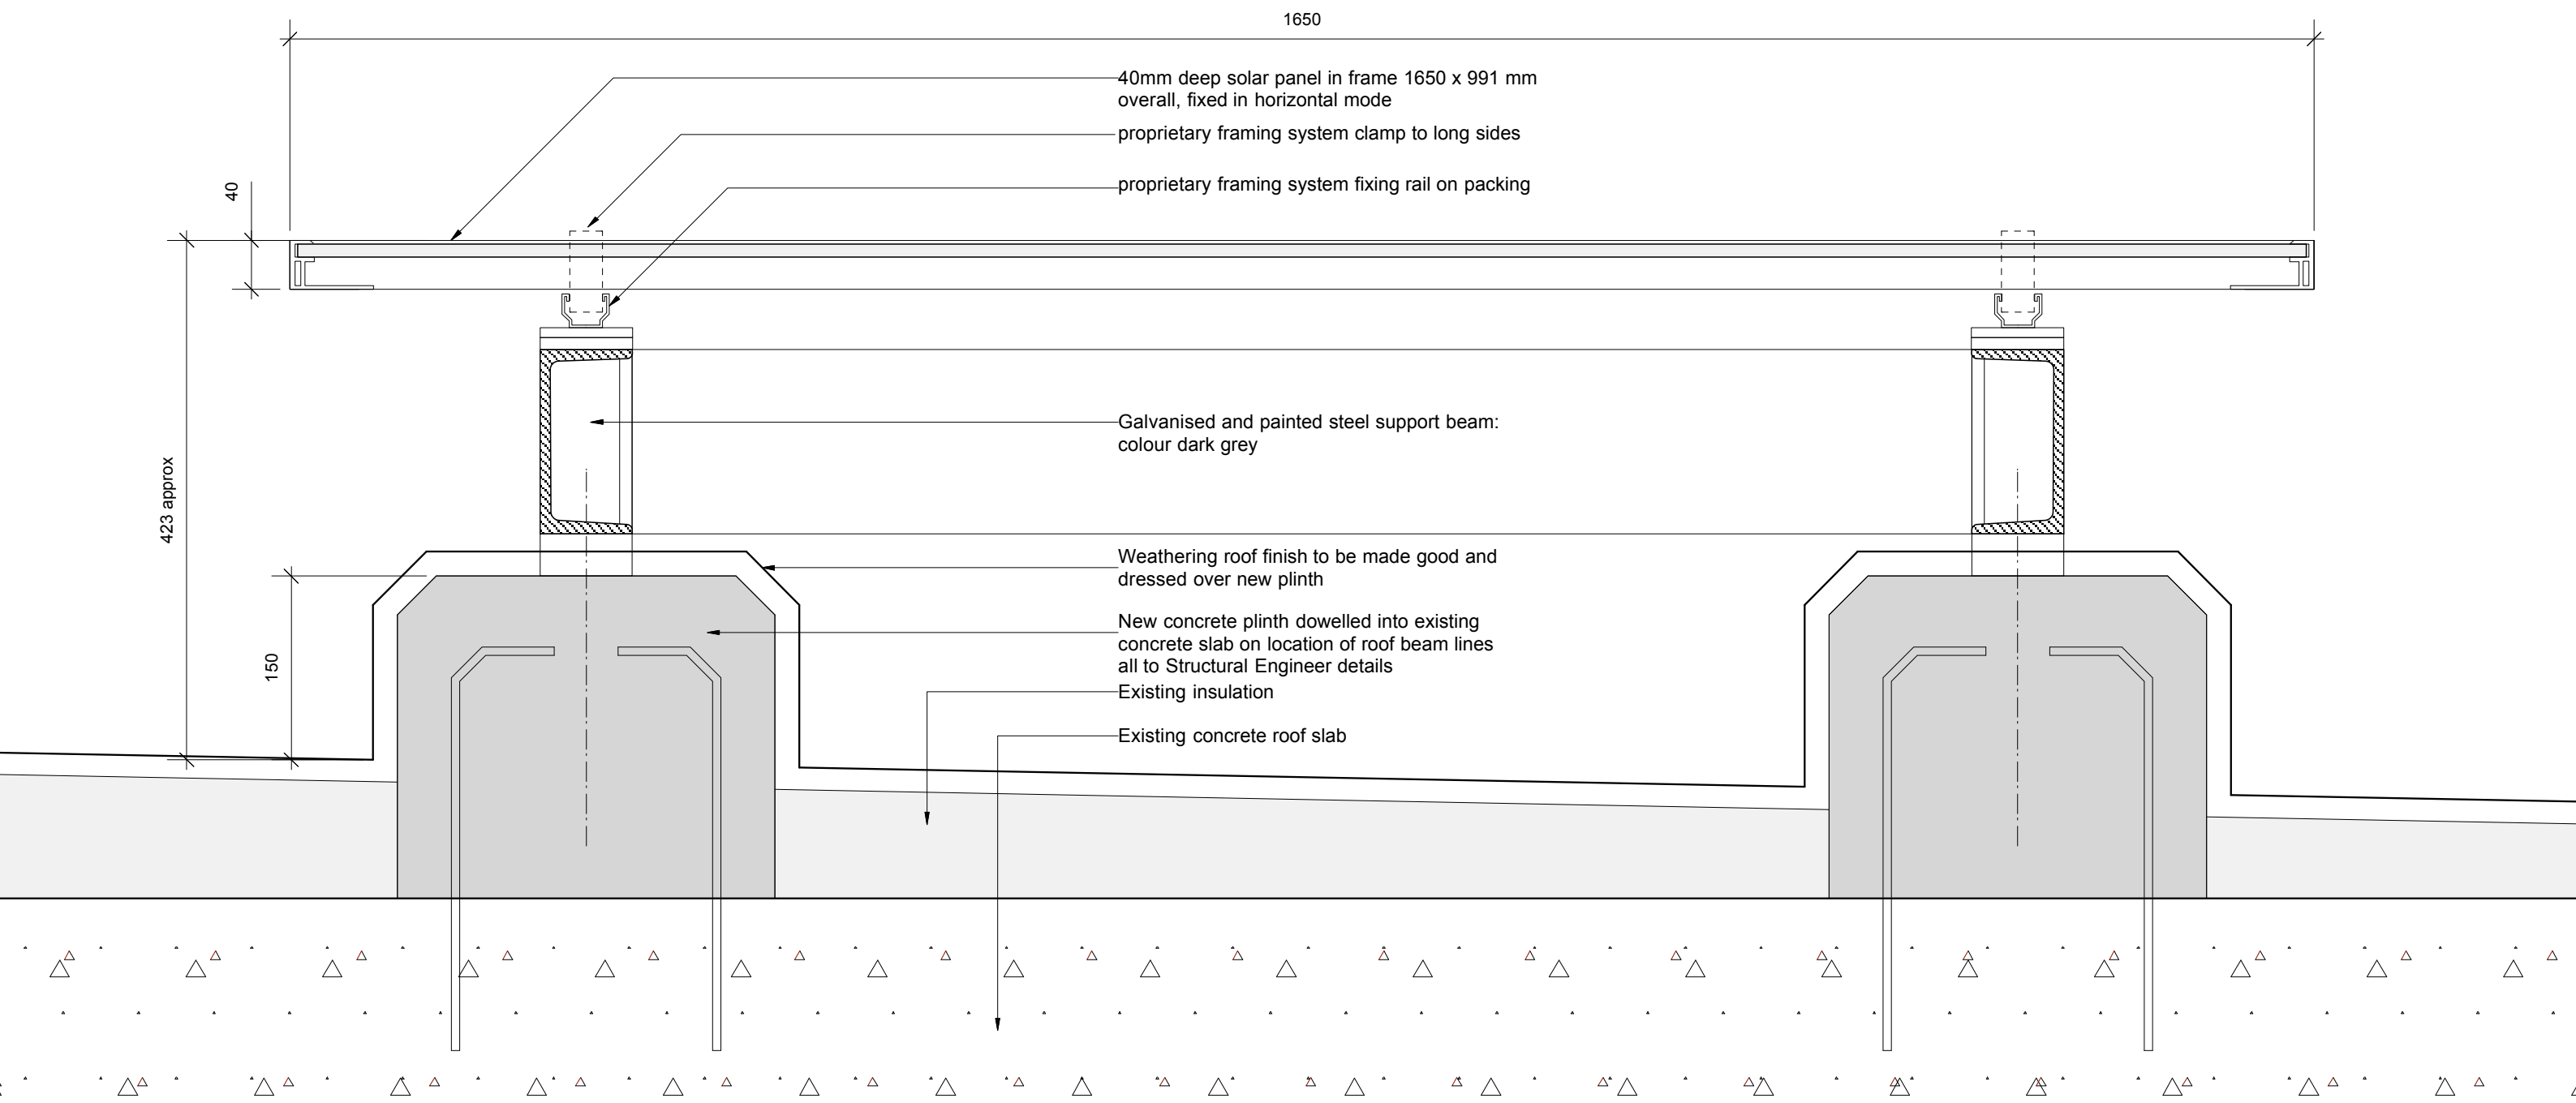 1650
40mm deep solar panel in frame 1650 x 991 mm
overall, fixed in horizontal mode
proprietary framing system clamp to long sides
40
proprietary framing system fixing rail on packing
Galvanised and painted steel support beam:
colour dark grey
423 approx
Weathering roof finish to be made good and
dressed over new plinth
New concrete plinth dowelled into existing
concrete slab on location of roof beam lines
all to Structural Engineer details
150
Existing insulation
Existing concrete roof slab